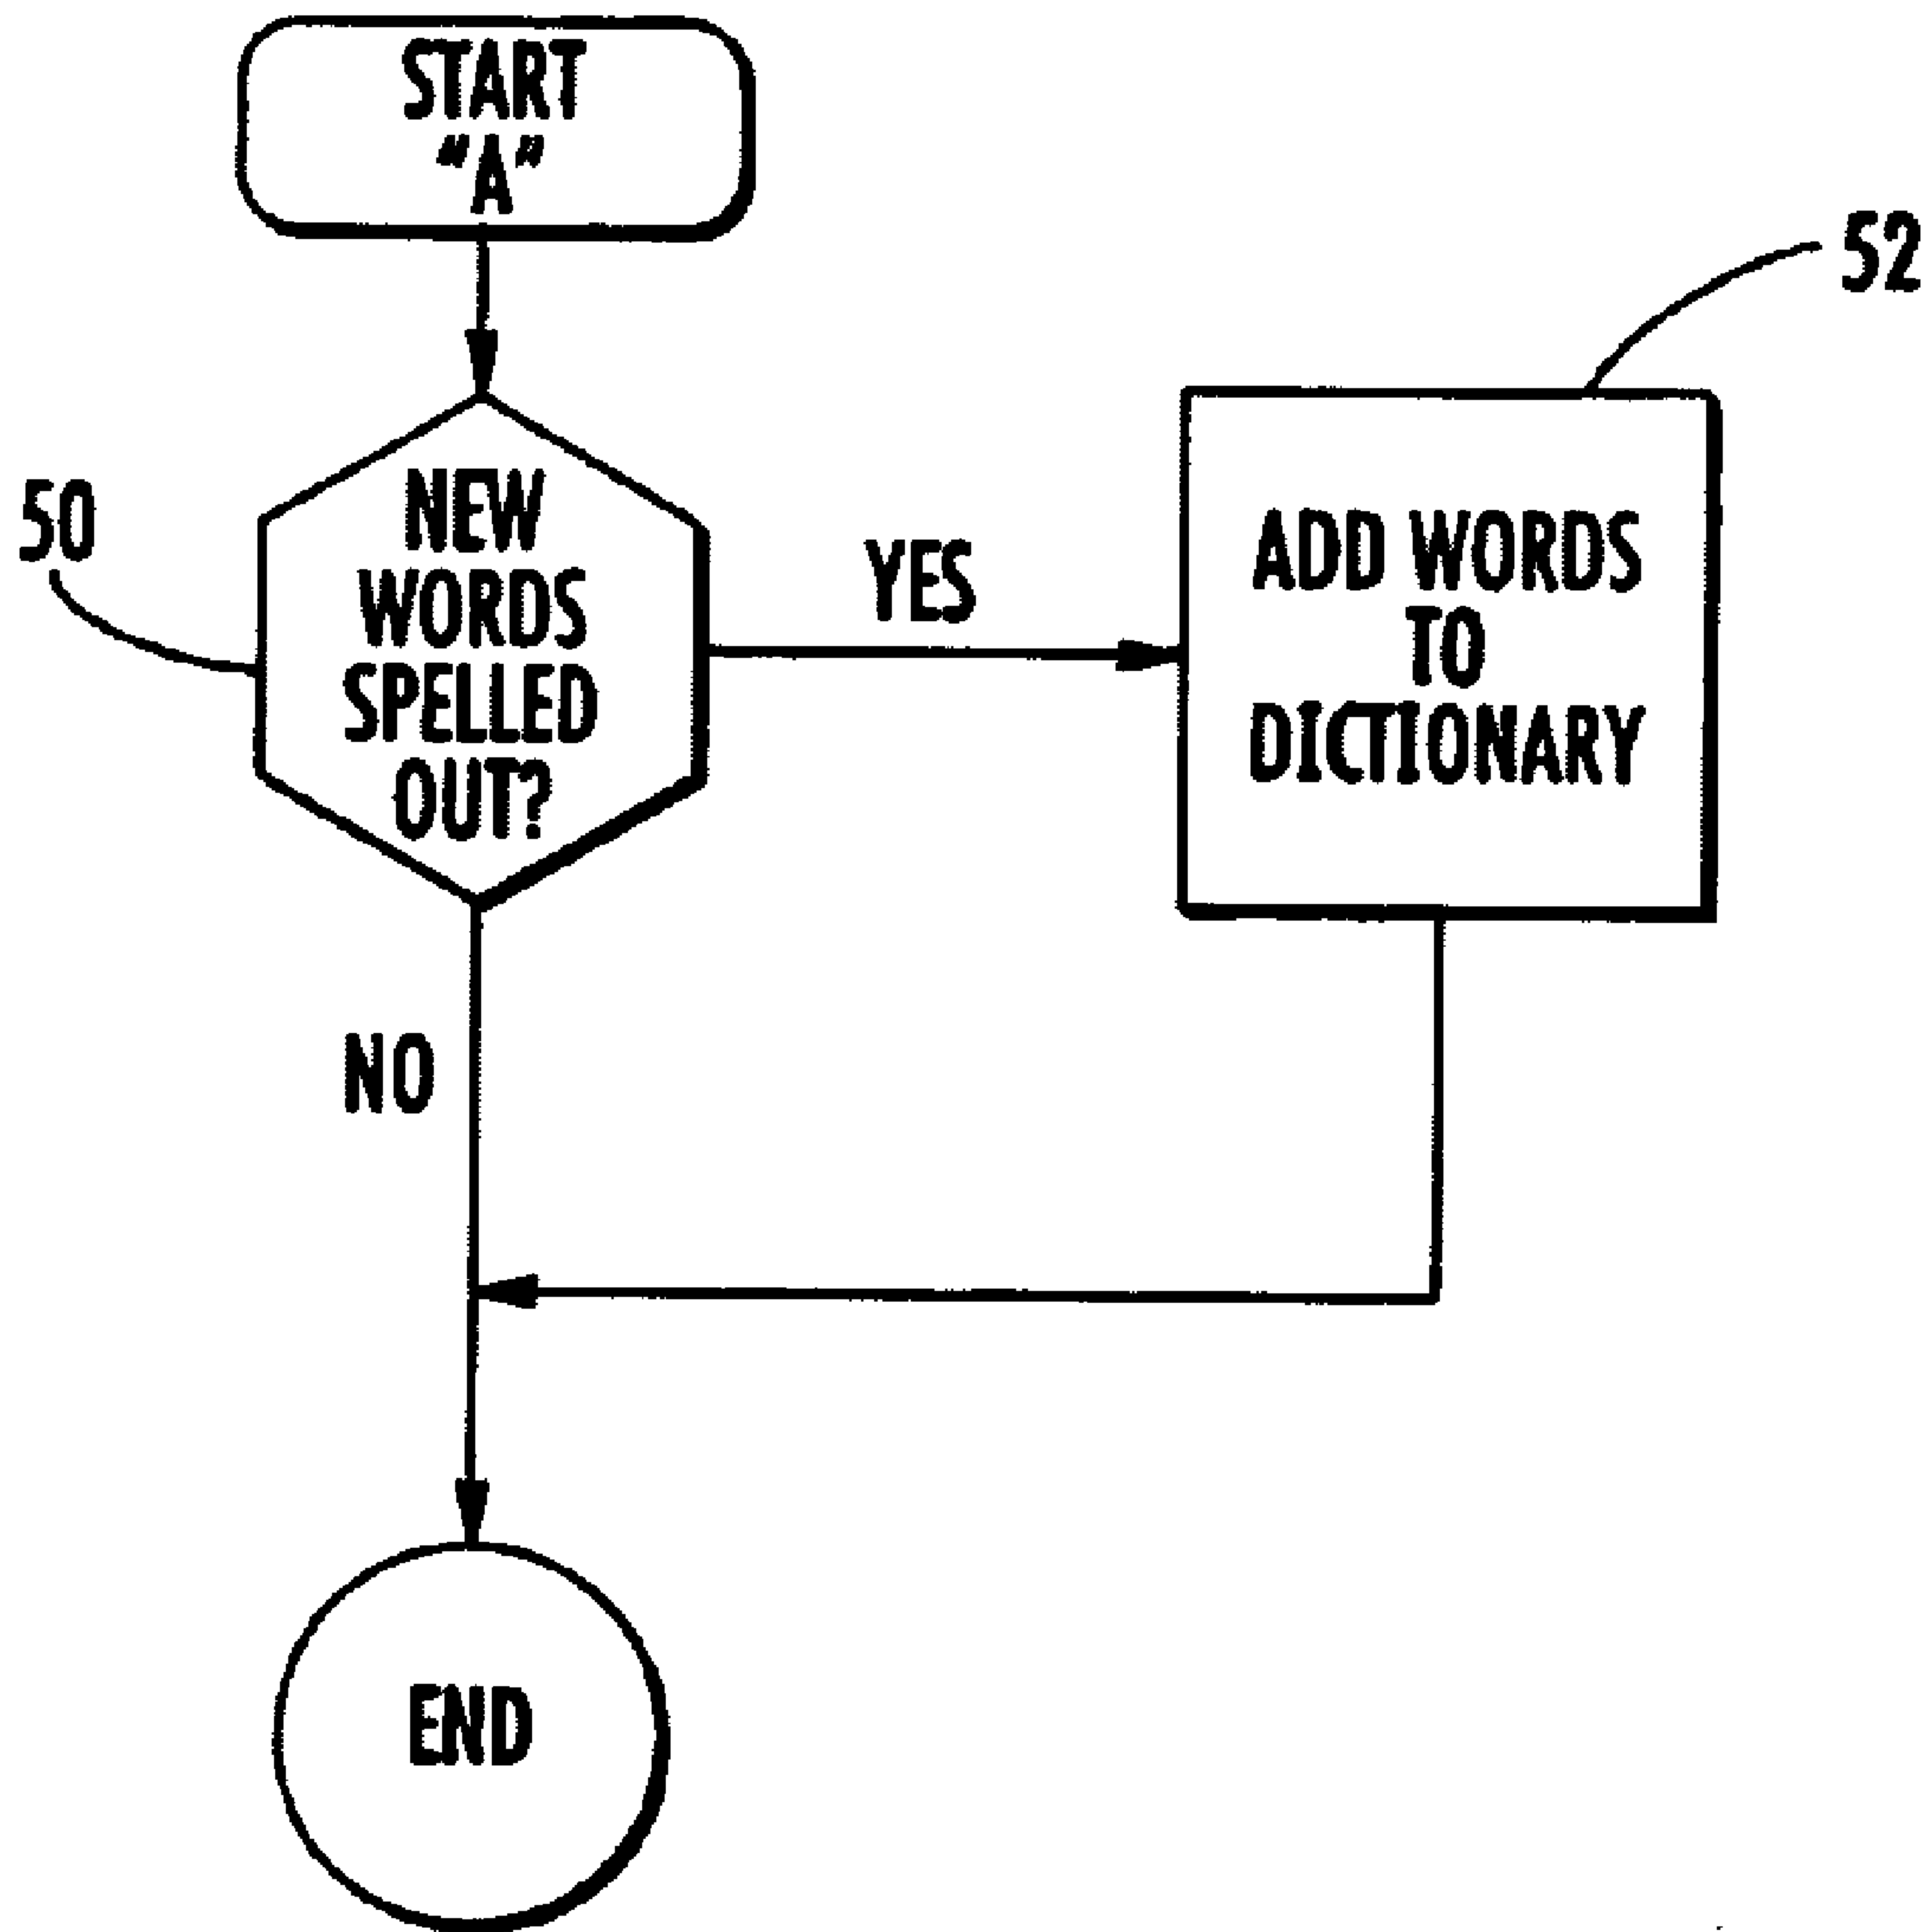 START
“A”
52
50
NEW
WORDS
SPELLED
OUT?
YES
ADD WORDS
TO
DICTIONARY
NO
END